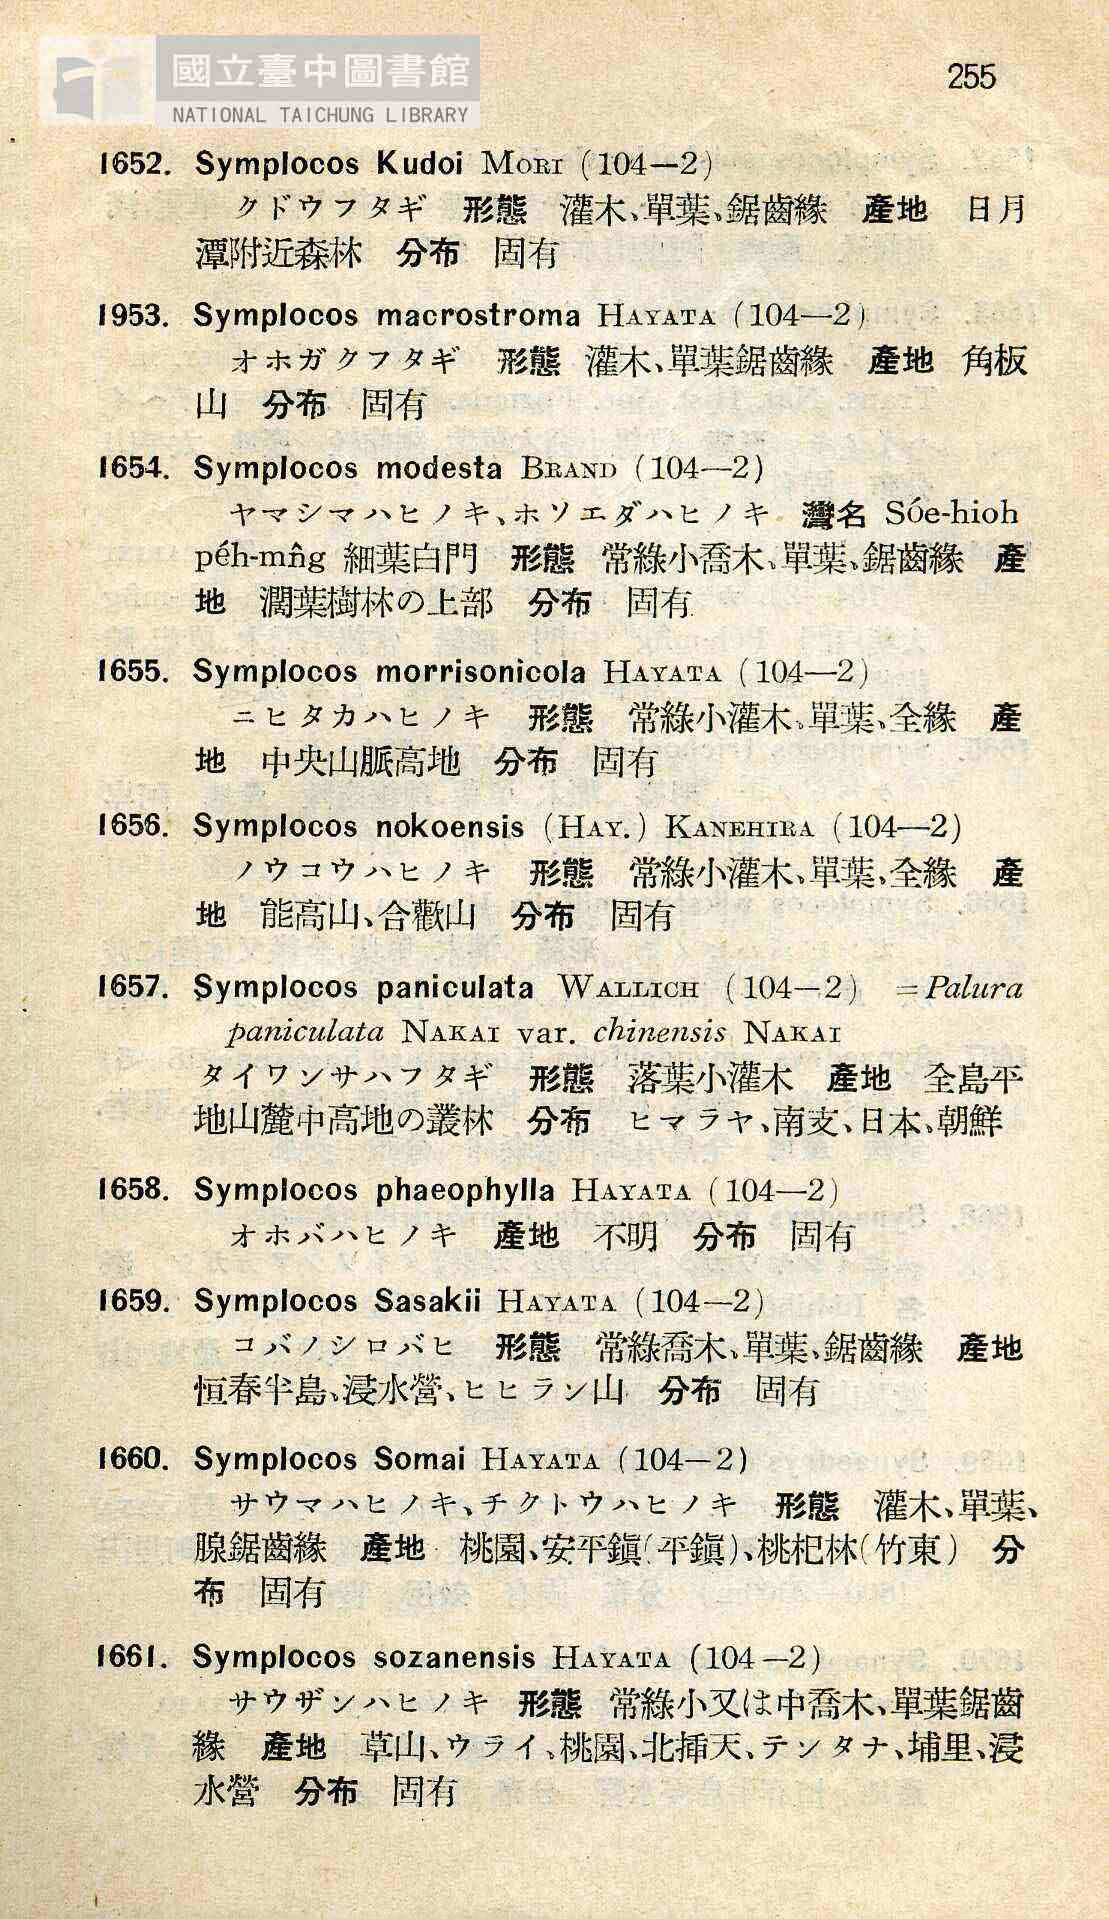 國立臺中圖書館
NATIONAL TAICHUNG LIBRARY
255
1652. Symplocos Kudoi MORI (104—2)
クドウフタギ 形態 灌木、單葉、鋸齒緣 產地 日月
潭附近森林 分布 固有
1953. Symplocos macrostroma HAYATA (104—2)
オホガクフタギ 形態 灌木、單葉鋸齒緣 產地 角板
山 分布 固有
1654. Symplocos modesta BRAND (104—2)
ヤマシマハヒノキ、ホソエダハヒノキ 灣名 Sóe-hioh
péh-mn̂g 細葉白門 形態 常綠小喬木、單葉、鋸齒緣 產
地 濶葉樹林の上部 分布 固有
1655. Symplocos morrisonicola HAYATA (104—2)
ニヒタカハヒノキ 形態 常綠小灌木、單葉、全緣 產
地 中央山脈高地 分布 固有
1656. Symplocos nokoensis (HAY.) KANEHIRA (104—2)
ノウコウハヒノキ 形態 常綠小灌木、單葉、全緣 產
地 能高山、合歡山 分布 固有
1657. Symplocos paniculata WALLICH (104—2) =Palura
paniculata NAKAI var. chinensis NAKAI
タイワンサハフタギ 形態 落葉小灌木 產地 全島平
地山麓中高地の叢林 分布 ヒマラヤ、南支、日本、朝鮮
1658. Symplocos phaeophylla HAYATA (104—2)
オホバハヒノキ 產地 不明 分布 固有
1659. Symplocos Sasakii HAYATA (104—2)
コバノシロバヒ 形態 常綠喬木、單葉、鋸齒緣 產地
恒春半島、浸水營、ヒヒラン山 分布 固有
1660. Symplocos Somai HAYATA (104—2)
サウマハヒノキ、チクトウハヒノキ 形態 灌木、單葉、
腺鋸齒緣 產地 桃園、安平鎭(平鎭)、桃杞林(竹東) 分
布 固有
1661. Symplocos sozanensis HAYATA (104—2)
サウザンハヒノキ 形態 常綠小又は中喬木、單葉鋸齒
緣 產地 草山、ウライ、桃園、北揷天、テンタナ、埔里、浸
水營 分布 固有